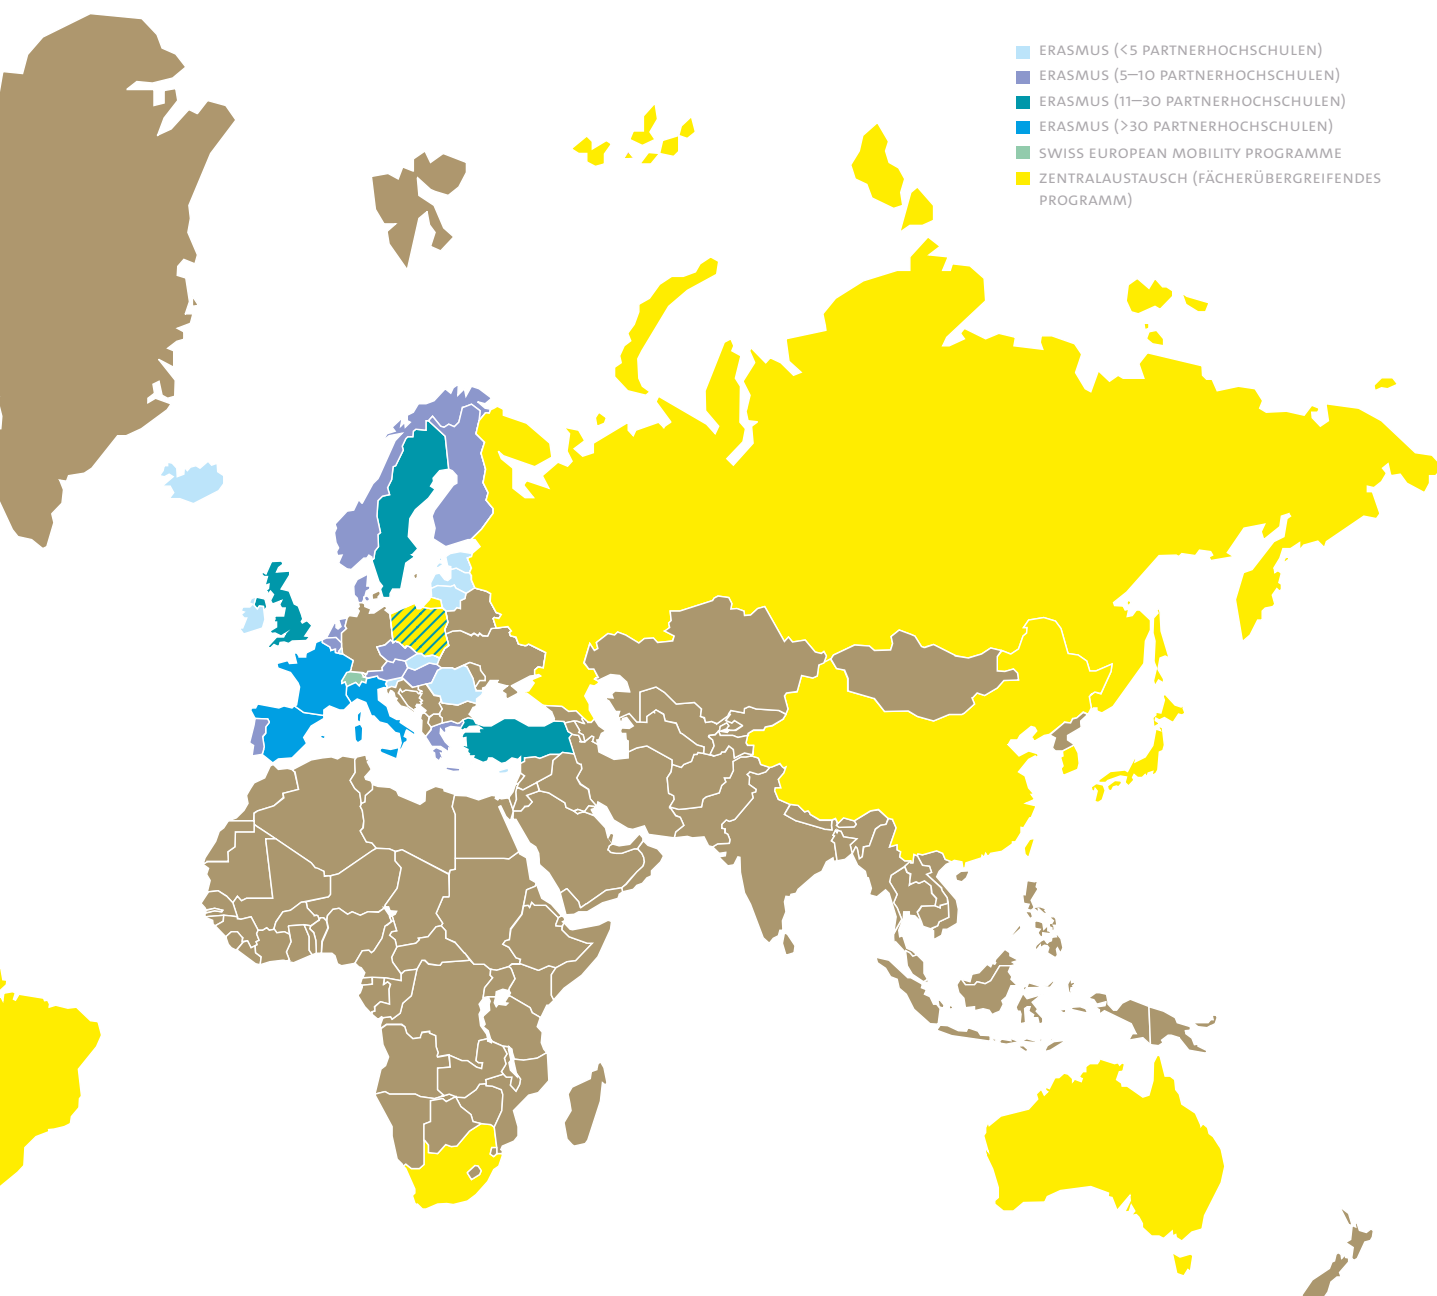 ERASMUS (<5 PARTNERHOCHSCHULEN)
ERASMUS (5–10 PARTNERHOCHSCHULEN)
ERASMUS (11–30 PARTNERHOCHSCHULEN)
ERASMUS (>30 PARTNERHOCHSCHULEN)
SWISS EUROPEAN MOBILITY PROGRAMME
ZENTRALAUSTAUSCH (FÄCHERÜBERGREIFENDES
PROGRAMM)